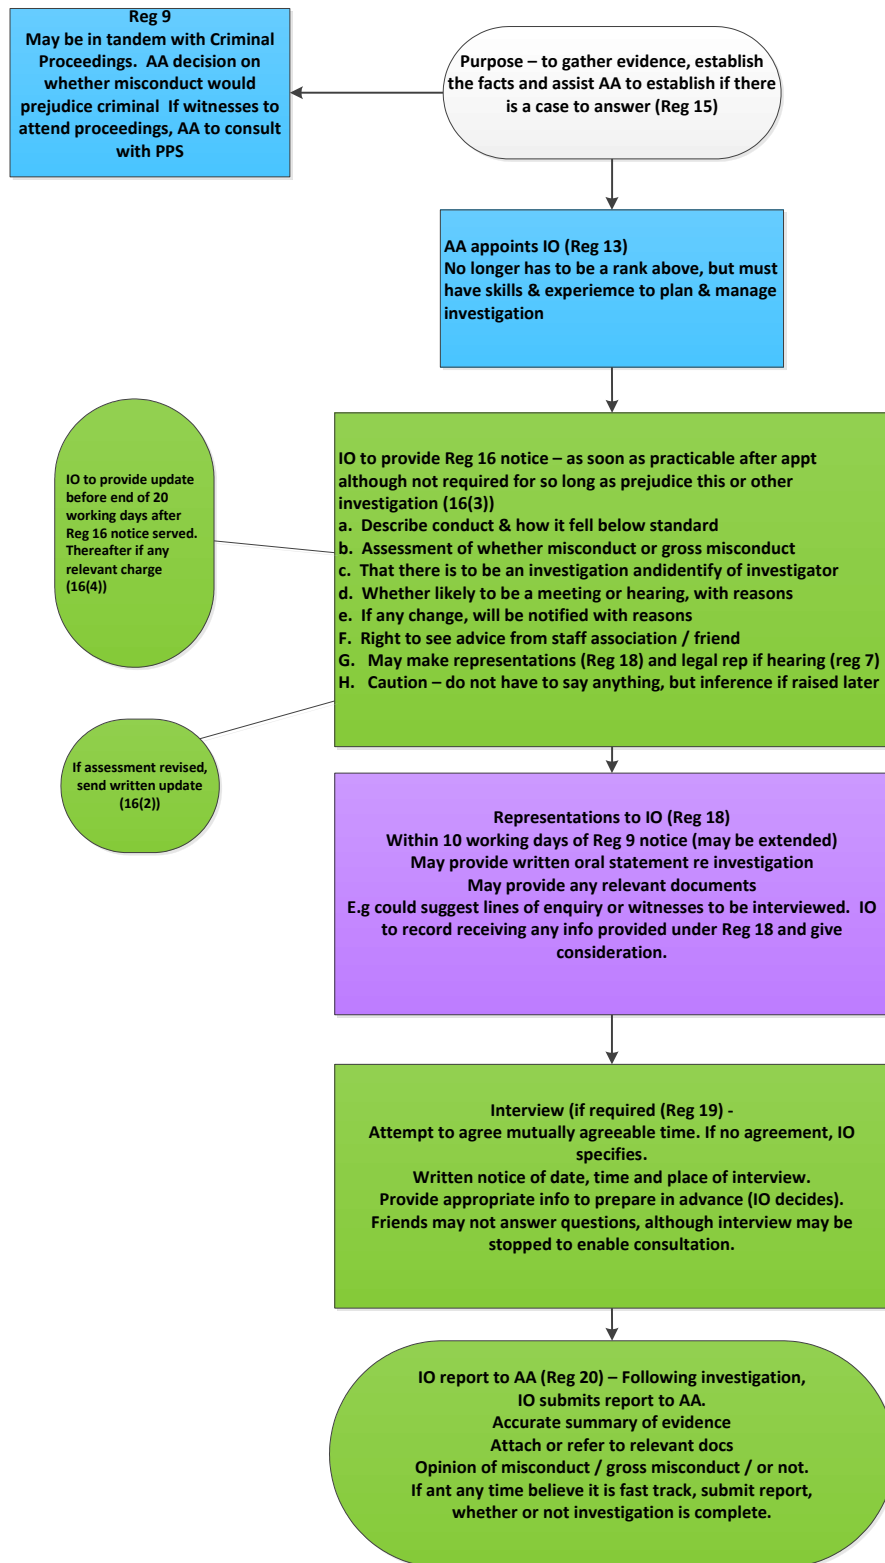 Reg 9
May be in tandem with Criminal
Proceedings.  AA decision on
whether misconduct would
prejudice criminal  If witnesses to
attend proceedings, AA to consult
with PPS
Purpose – to gather evidence, establish
the facts and assist AA to establish if there
is a case to answer (Reg 15)
AA appoints IO (Reg 13)
No longer has to be a rank above, but must
have skills & experiemce to plan & manage
investigation
IO to provide update
before end of 20
working days after
Reg 16 notice served.
Thereafter if any
relevant charge
(16(4))
IO to provide Reg 16 notice – as soon as practicable after appt
although not required for so long as prejudice this or other
investigation (16(3))
a.  Describe conduct & how it fell below standard
b.  Assessment of whether misconduct or gross misconduct
c.  That there is to be an investigation andidentify of investigator
d.  Whether likely to be a meeting or hearing, with reasons
e.  If any change, will be notified with reasons
F.  Right to see advice from staff association / friend
G.  May make representations (Reg 18) and legal rep if hearing (reg 7)
H.  Caution – do not have to say anything, but inference if raised later
If assessment revised,
send written update
(16(2))
Representations to IO (Reg 18)
Within 10 working days of Reg 9 notice (may be extended)
May provide written oral statement re investigation
May provide any relevant documents
E.g could suggest lines of enquiry or witnesses to be interviewed.  IO
to record receiving any info provided under Reg 18 and give
consideration.
Interview (if required (Reg 19) -
Attempt to agree mutually agreeable time. If no agreement, IO
specifies.
Written notice of date, time and place of interview.
Provide appropriate info to prepare in advance (IO decides).
Friends may not answer questions, although interview may be
stopped to enable consultation.
IO report to AA (Reg 20) – Following investigation,
IO submits report to AA.
Accurate summary of evidence
Attach or refer to relevant docs
Opinion of misconduct / gross misconduct / or not.
If ant any time believe it is fast track, submit report,
whether or not investigation is complete.